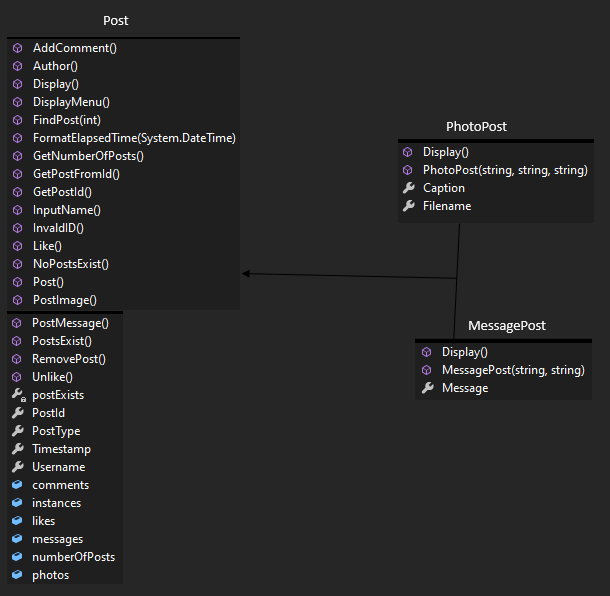 Post
AddComment()
Author()
Display()
DisplayMenu()
FindPost(int)
FormatElapsedTime(System.DateTime)
GetNumberOfPosts()
GetPostFromId()
GetPostId()
InputName()
InvaldID()
Like()
NoPostsExist()
Post()
PostImage()
PostMessage()
PostsExist()
RemovePost()
Unlike()
postExists
PostId
PostType
Timestamp
Username
comments
instances
likes
messages
numberOfPosts
photos
PhotoPost
Display()
PhotoPost(string, string, string)
Caption
Filename
MessagePost
Display()
MessagePost(string, string)
Message